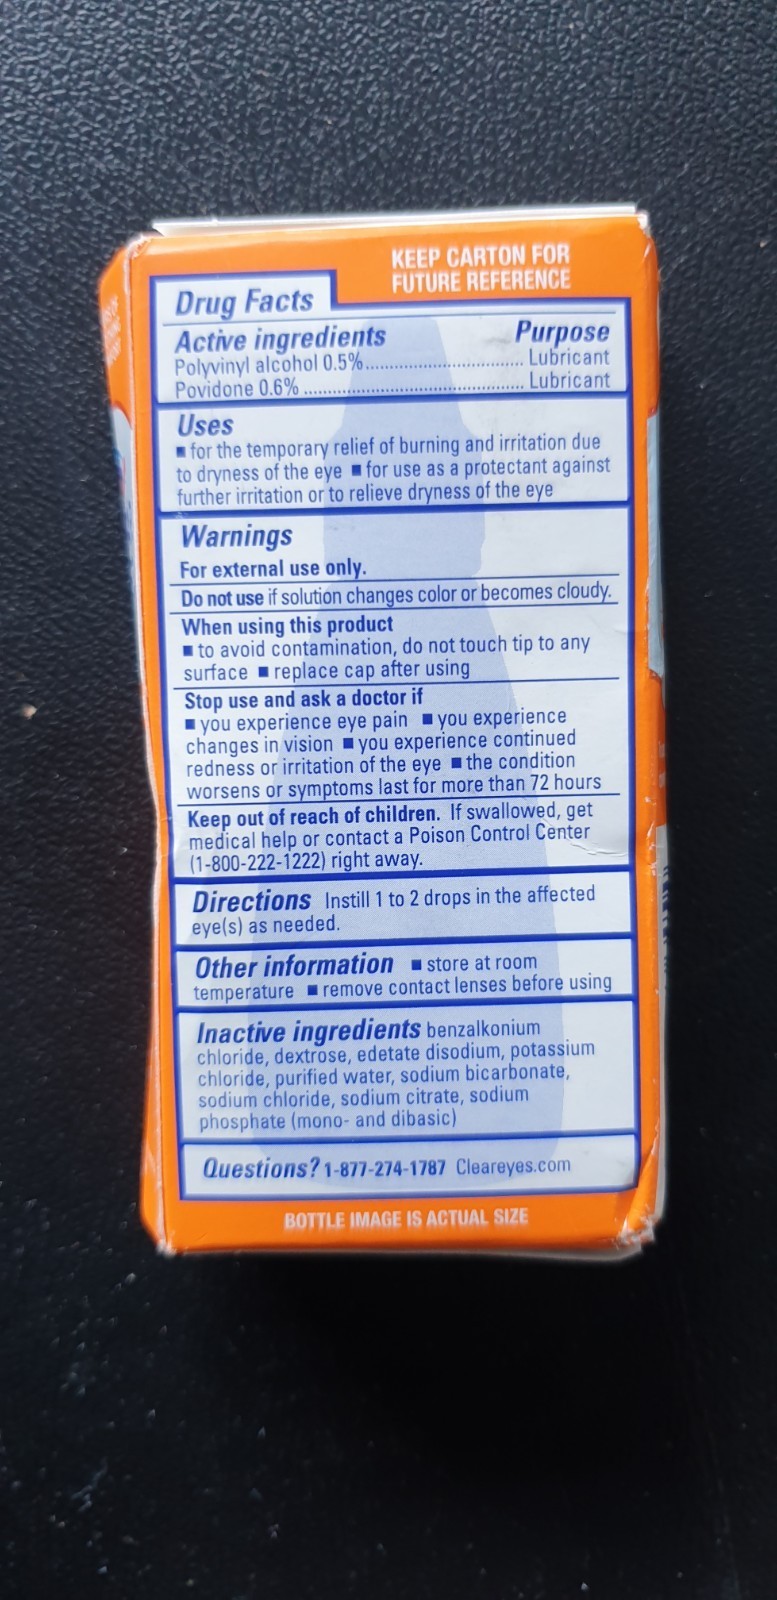 KEEP CARTON FOR
FUTURE REFERENCE
Drug Facts
Active ingredients Purpose
Polyvinyl alcohol 0.5%.................................... Lubricant
Povidone 0.6% .................................................. Lubricant
Uses
■ for the temporary relief of burning and irritation due
to dryness of the eye ■ for use as a protectant against
further irritation or to relieve dryness of the eye
Warnings
For external use only.
Do not use if solution changes color or becomes cloudy.
When using this product
■ to avoid contamination, do not touch tip to any
surface ■ replace cap after using
Stop use and ask a doctor if
■ you experience eye pain ■ you experience
changes in vision ■ you experience continued
redness or irritation of the eye ■ the condition
worsens or symptoms last for more than 72 hours
Keep out of reach of children. If swallowed, get
medical help or contact a Poison Control Center
(1-800-222-1222) right away.
Directions Instill 1 to 2 drops in the affected
eye(s) as needed.
Other information ■ store at room
temperature ■ remove contact lenses before using
Inactive ingredients benzalkonium
chloride, dextrose, edetate disodium, potassium
chloride, purified water, sodium bicarbonate,
sodium chloride, sodium citrate, sodium
phosphate (mono- and dibasic)
Questions? 1-877-274-1787 Cleareyes.com
BOTTLE IMAGE IS ACTUAL SIZE